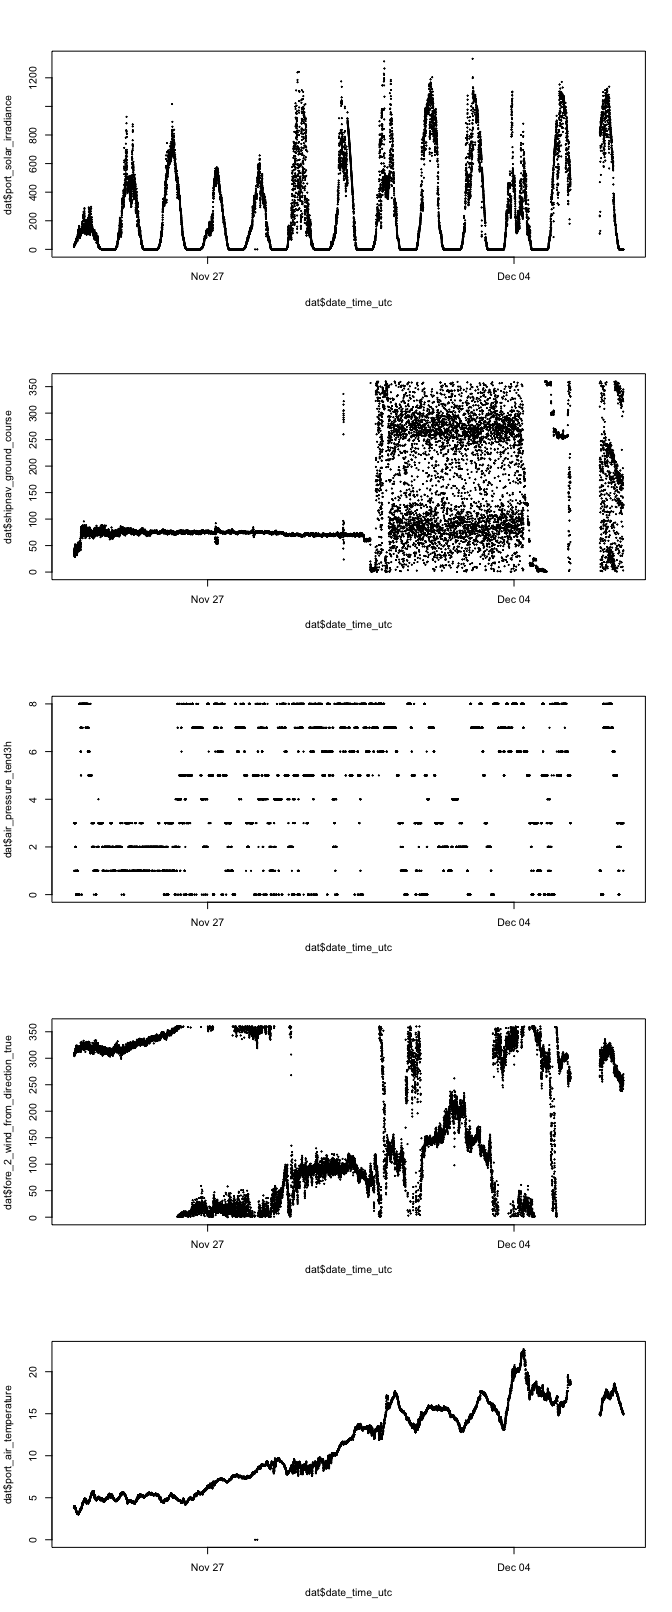 dat$port_solar_irradiance
1200
800
600
400
200
0
Nov 27 Dec 04
dat$date_time_utc
dat$shipnav_ground_course
350
300
250
200
150
100
50
0
Nov 27 Dec 04
dat$date_time_utc
dat$air_pressure_tend3h
8
6
4
2
0
Nov 27 Dec 04
dat$date_time_utc
dat$fore_2_wind_from_direction_true
350
300
250
200
150
100
50
0
Nov 27 Dec 04
dat$date_time_utc
dat$port_air_temperature
20
15
10
5
0
Nov 27 Dec 04
dat$date_time_utc